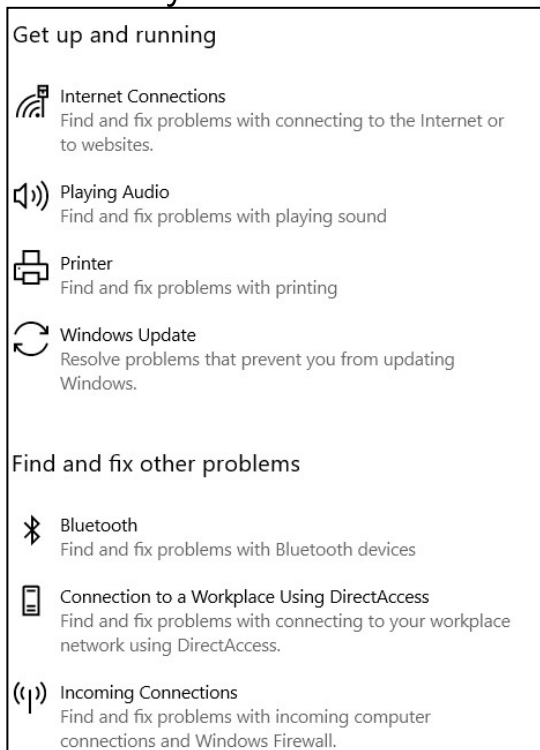 Get up and running
Internet Connections
Find and fix problems with connecting to the Internet or
to websites.
Playing Audio
Find and fix problems with playing sound
Printer
Find and fix problems with printing
Windows Update
Resolve problems that prevent you from updating
Windows.
Find and fix other problems
Bluetooth
Find and fix problems with Bluetooth devices
Connection to a Workplace Using DirectAccess
Find and fix problems with connecting to your workplace
network using DirectAccess.
Incoming Connections
Find and fix problems with incoming computer
connections and Windows Firewall.